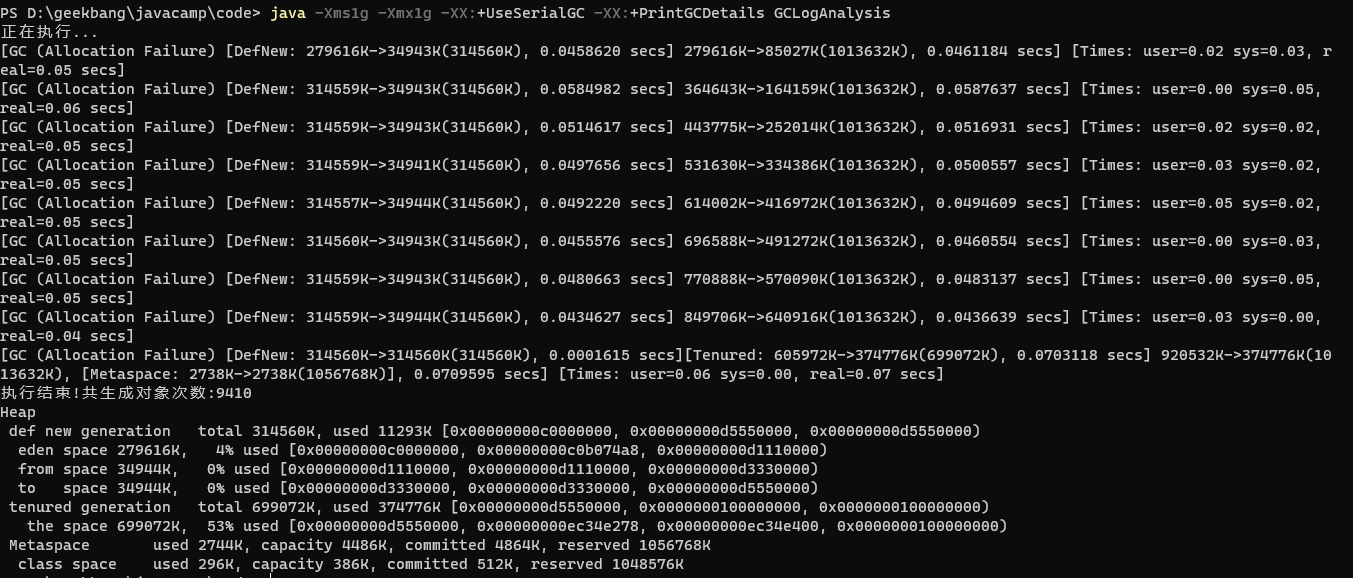 PS D:\geekbang\javacamp\code> java -Xms1g -Xmx1g -XX:+UseSerialGC -XX:+PrintGCDetails GCLogAnalysis
正在执行...
[GC (Allocation Failure) [DefNew: 279616K->34943K(314560K), 0.0458620 secs] 279616K->85027K(1013632K), 0.0461184 secs] [Times: user=0.02 sys=0.03, r
eal=0.05 secs]
[GC (Allocation Failure) [DefNew: 314559K->34943K(314560K), 0.0584982 secs] 364643K->164159K(1013632K), 0.0587637 secs] [Times: user=0.00 sys=0.05,
real=0.06 secs]
[GC (Allocation Failure) [DefNew: 314559K->34943K(314560K), 0.0514617 secs] 443775K->252014K(1013632K), 0.0516931 secs] [Times: user=0.02 sys=0.02,
real=0.05 secs]
[GC (Allocation Failure) [DefNew: 314559K->34941K(314560K), 0.0497656 secs] 531630K->334386K(1013632K), 0.0500557 secs] [Times: user=0.03 sys=0.02,
real=0.05 secs]
[GC (Allocation Failure) [DefNew: 314557K->34944K(314560K), 0.0492220 secs] 614002K->416972K(1013632K), 0.0494609 secs] [Times: user=0.05 sys=0.02,
real=0.05 secs]
[GC (Allocation Failure) [DefNew: 314560K->34943K(314560K), 0.0455576 secs] 696588K->491272K(1013632K), 0.0460554 secs] [Times: user=0.00 sys=0.03,
real=0.05 secs]
[GC (Allocation Failure) [DefNew: 314559K->34943K(314560K), 0.0480663 secs] 770888K->570090K(1013632K), 0.0483137 secs] [Times: user=0.00 sys=0.05,
real=0.05 secs]
[GC (Allocation Failure) [DefNew: 314559K->34944K(314560K), 0.0434627 secs] 849706K->640916K(1013632K), 0.0436639 secs] [Times: user=0.03 sys=0.00,
real=0.04 secs]
[GC (Allocation Failure) [DefNew: 314560K->314560K(314560K), 0.0001615 secs][Tenured: 605972K->374776K(699072K), 0.0703118 secs] 920532K->374776K(10
13632K), [Metaspace: 2738K->2738K(1056768K)], 0.0709595 secs] [Times: user=0.06 sys=0.00, real=0.07 secs]
执行结束!共生成对象次数:9410
Heap
 def new generation   total 314560K, used 11293K [0x00000000c0000000, 0x00000000d5550000, 0x00000000d5550000)
  eden space 279616K,   4% used [0x00000000c0000000, 0x00000000c0b074a8, 0x00000000d1110000)
  from space 34944K,   0% used [0x00000000d1110000, 0x00000000d1110000, 0x00000000d3330000)
  to   space 34944K,   0% used [0x00000000d3330000, 0x00000000d3330000, 0x00000000d5550000)
 tenured generation   total 699072K, used 374776K [0x00000000d5550000, 0x0000000100000000, 0x0000000100000000)
   the space 699072K,  53% used [0x00000000d5550000, 0x00000000ec34e278, 0x00000000ec34e400, 0x0000000100000000)
 Metaspace       used 2744K, capacity 4486K, committed 4864K, reserved 1056768K
  class space    used 296K, capacity 386K, committed 512K, reserved 1048576K